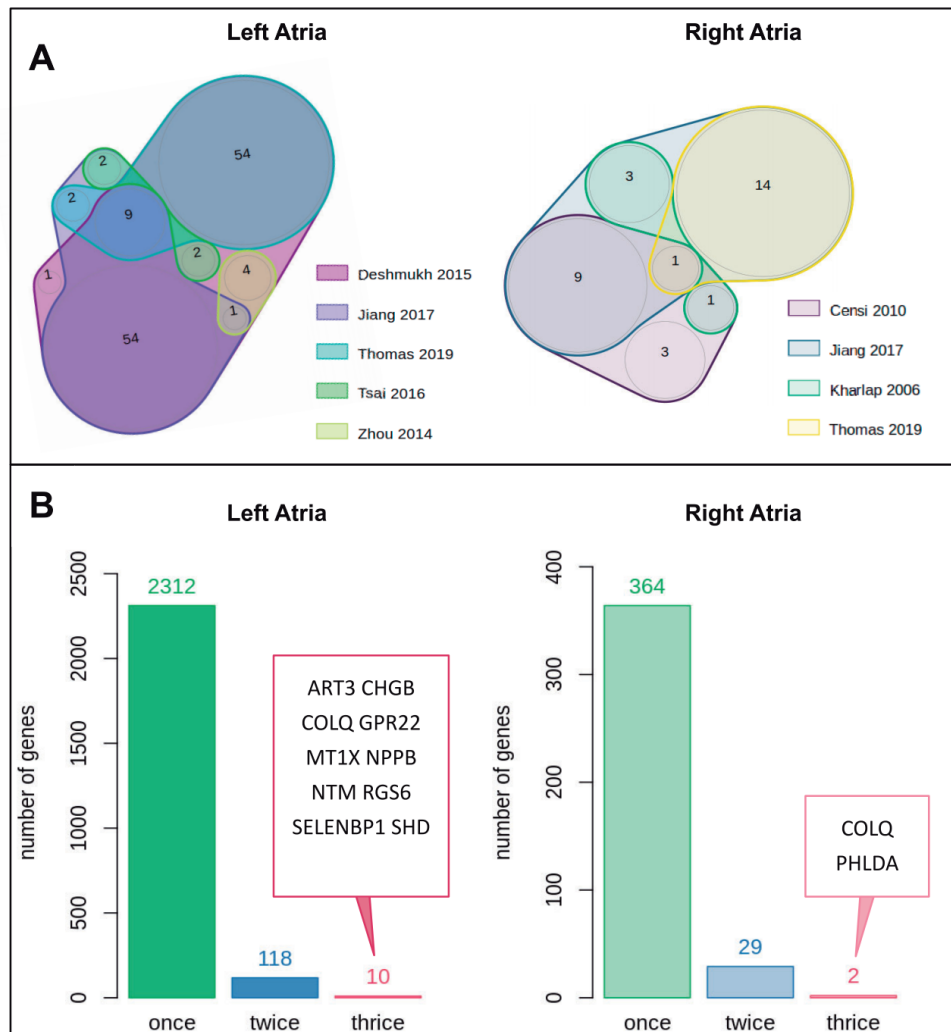 Left Atria
Right Atria
A
54
2
2
9
2
4
1
1
54
Deshmukh 2015
Jiang 2017
Thomas 2019
Tsai 2016
Zhou 2014
3
14
9
1
1
3
Censi 2010
Jiang 2017
Kharlap 2006
Thomas 2019
B
Left Atria
Right Atria
number of genes
2500
2000
1500
1000
500
0
2312
118
10
ART3 CHGB
COLQ GPR22
MT1X NPPB
NTM RGS6
SELENBP1 SHD
once
twice
thrice
number of genes
400
300
200
100
0
364
29
2
COLQ
PHLDA
once
twice
thrice